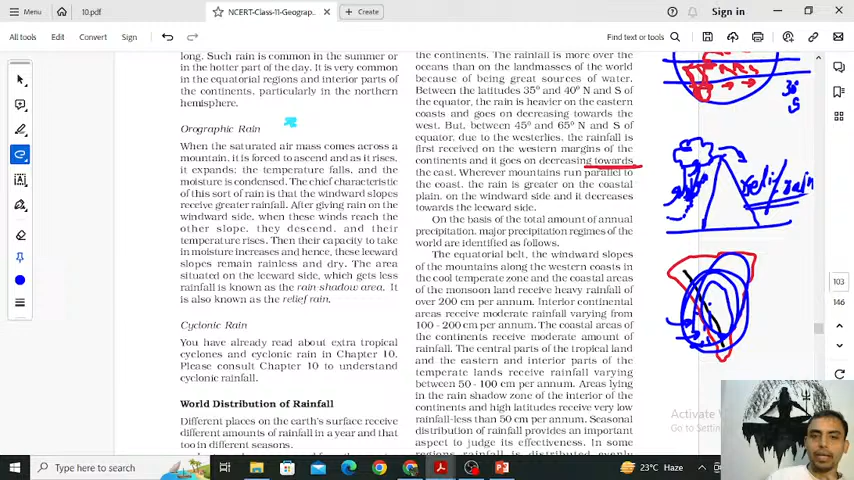 Menu
NCERT-Class-11-Geograp...
Create
Sign in
All tools
Edit
Convert
Sign
Find text or tools
long. Such rain is common in the summer or
in the hotter part of the day. It is very common
in the equatorial regions and interior parts of
the continents, particularly in the northern
hemisphere.
Orographic Rain
When the saturated air mass comes across a
mountain, it is forced to ascend and as it rises,
it expands; the temperature falls, and the
moisture is condensed. The chief characteristic
of this sort of rain is that the windward slopes
receive greater rainfall. After giving rain on the
windward side, when these winds reach the
other slope, they descend, and their
temperature rises. Then their capacity to take
in moisture increases and hence, these leeward
slopes remain rainless and dry. The area
situated on the leeward side, which gets less
rainfall is known as the rain shadow area. It
is also known as the relief rain.
Cyclonic Rain
You have already read about extra tropical
cyclones and cyclonic rain in Chapter 10.
Please consult Chapter 10 to understand
cyclonic rainfall.
World Distribution of Rainfall
Different places on the earth's surface receive
different amounts of rainfall in a year and that
too in different seasons.
the continents. The rainfall is more over the
oceans than on the landmasses of the world
because of being great sources of water.
Between the latitudes 35° and 40° N and S of
the equator, the rain is heavier on the eastern
coasts and goes on decreasing towards the
west. But, between 45° and 65° N and S of
equator, due to the westerlies, the rainfall is
first received on the western margins of the
continents and it goes on decreasing towards
the east. Wherever mountains run parallel to
the coast, the rain is greater on the coastal
plain, on the windward side and it decreases
towards the leeward side.
On the basis of the total amount of annual
precipitation, major precipitation regimes of the
world are identified as follows.
The equatorial belt, the windward slopes
of the mountains along the western coasts in
the cool temperate zone and the coastal areas
of the monsoon land receive heavy rainfall of
over 200 cm per annum. Interior continental
areas receive moderate rainfall varying from
100 - 200 cm per annum. The coastal areas of
the continents receive moderate amount of
rainfall. The central parts of the tropical land
and the eastern and interior parts of the
temperate lands receive rainfall varying
between 50 - 100 cm per annum. Areas lying
in the rain shadow zone of the interior of the
continents and high latitudes receive very low
rainfall-less than 50 cm per annum. Seasonal
distribution of rainfall provides an important
aspect to judge its effectiveness. In some
regions rainfall is distributed evenly
30°
S
rain
103
146
Activate
Go to Setting
Type here to search
23°C Haze